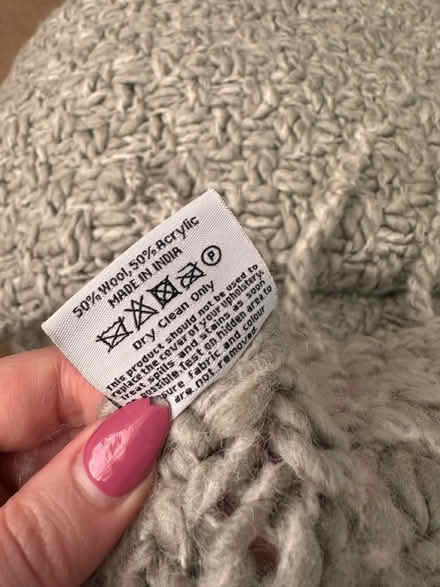 50% Wool, 50% Acrylic
MADE IN INDIA
P
Dry Clean Only
This product should not be used to
replace the cover of your upholstery.
Treat spills and stains as soon
possible. Test on hidden area to
sure fabric and colour
are not removed.